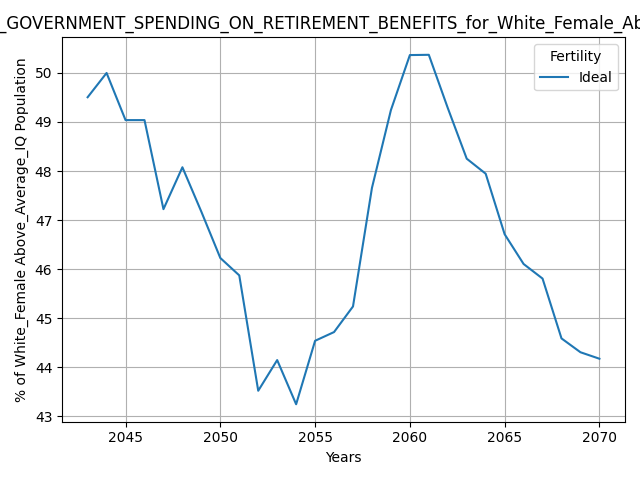 _GOVERNMENT_SPENDING_ON_RETIREMENT_BENEFITS_for_White_Female_Ab
Fertility
Ideal
% of White_Female Above_Average_IQ Population
50
49
48
47
46
45
44
43
2045
2050
2055
2060
2065
2070
Years